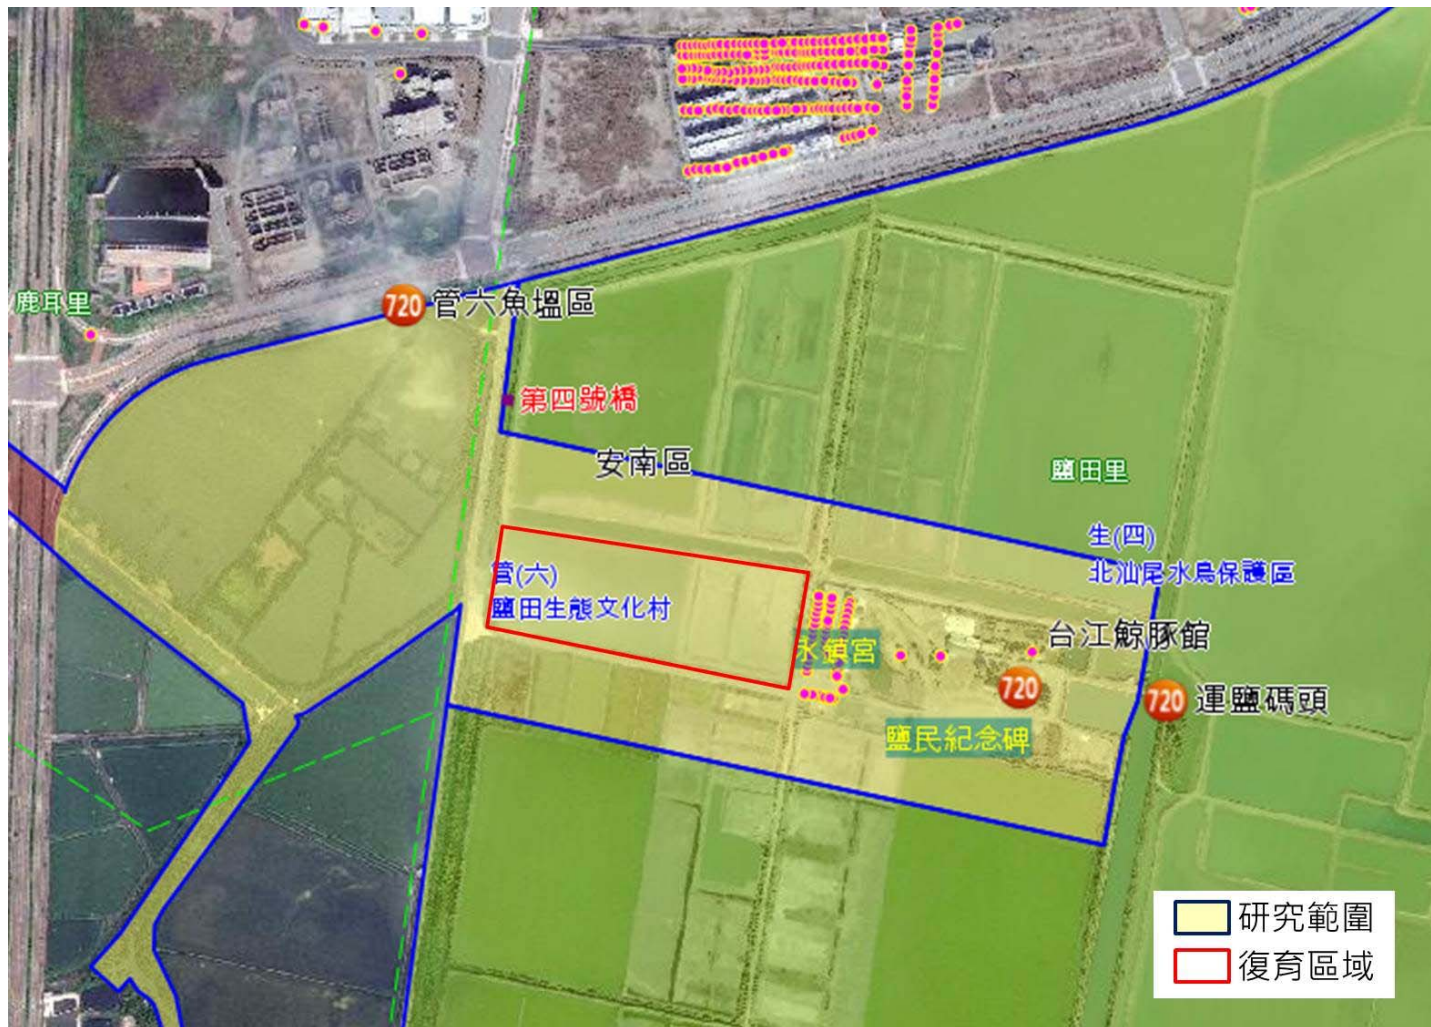 鹿耳里
720 管六魚塭區
第四號橋
安南區
鹽田里
生(四)
北汕尾水鳥保護區
管(六)
鹽田生態文化村
永鎮宮
台江鯨豚館
720
720 運鹽碼頭
鹽民紀念碑
研究範圍
復育區域